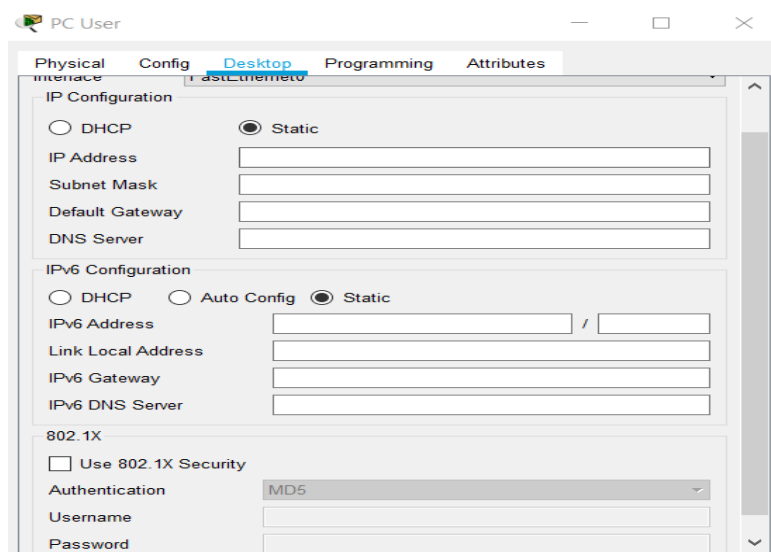 PC User
Physical Config Desktop Programming Attributes
Interface FastEthernet0
IP Configuration
DHCP Static
IP Address
Subnet Mask
Default Gateway
DNS Server
IPv6 Configuration
DHCP Auto Config Static
IPv6 Address /
Link Local Address
IPv6 Gateway
IPv6 DNS Server
802.1X
Use 802.1X Security
Authentication MD5
Username
Password